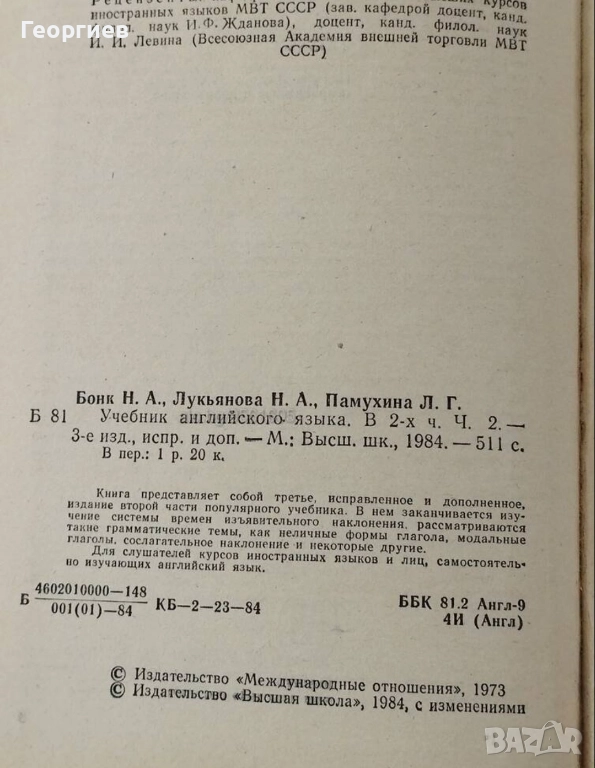 Георгиев
курсов
иностранных языков МВТ СССР (зав. кафедрой доцент, канд.
наук И. Ф. Жданова), доцент, канд. филол. наук
И. И. Левина (Всесоюзная Академия внешней торговли МВТ
СССР)
Бонк Н. А., Лукьянова Н. А., Памухина Л. Г.
Б 81 Учебник английского языка. В 2-х ч. Ч. 2. —
3-е изд., испр. и доп. — М.: Высш. шк., 1984. — 511 с.
В пер.: 1 р. 20 к.
Книга представляет собой третье, исправленное и дополненное,
издание второй части популярного учебника. В нем заканчивается изу-
чение системы времен изъявительного наклонения, рассматриваются
такие грамматические темы, как неличные формы глагола, модальные
глаголы, сослагательное наклонение и некоторые другие.
Для слушателей курсов иностранных языков и лиц, самостоятель-
но изучающих английский язык.
4602010000—148
Б КБ—2—23—84
001(01)—84
ББК 81.2 Англ-9
4И (Англ)
© Издательство «Международные отношения», 1973
© Издательство «Высшая школа», 1984, с изменениями
BAZAR